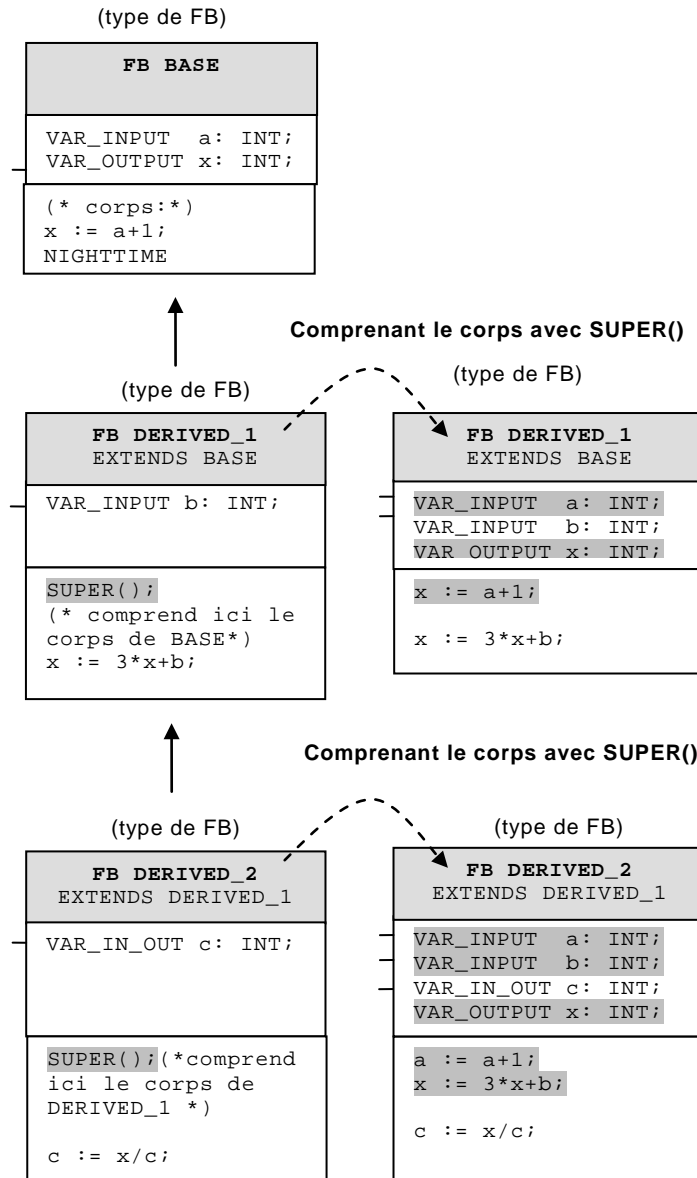 (type de FB)
FB BASE
VAR_INPUT a: INT;
VAR_OUTPUT x: INT;
(* corps:*)
x := a+1;
NIGHTTIME
Comprenant le corps avec SUPER()
(type de FB)
FB DERIVED_1
EXTENDS BASE
VAR_INPUT b: INT;
SUPER();
(* comprend ici le
corps de BASE*)
x := 3*x+b;
(type de FB)
FB DERIVED_1
EXTENDS BASE
VAR_INPUT a: INT;
VAR_INPUT b: INT;
VAR OUTPUT x: INT;
x := a+1;
x := 3*x+b;
Comprenant le corps avec SUPER()
(type de FB)
FB DERIVED_2
EXTENDS DERIVED_1
VAR_IN_OUT c: INT;
SUPER();(*comprend
ici le corps de
DERIVED_1 *)
c := x/c;
(type de FB)
FB DERIVED_2
EXTENDS DERIVED_1
VAR_INPUT a: INT;
VAR_INPUT b: INT;
VAR_IN_OUT c: INT;
VAR_OUTPUT x: INT;
a := a+1;
x := 3*x+b;
c := x/c;